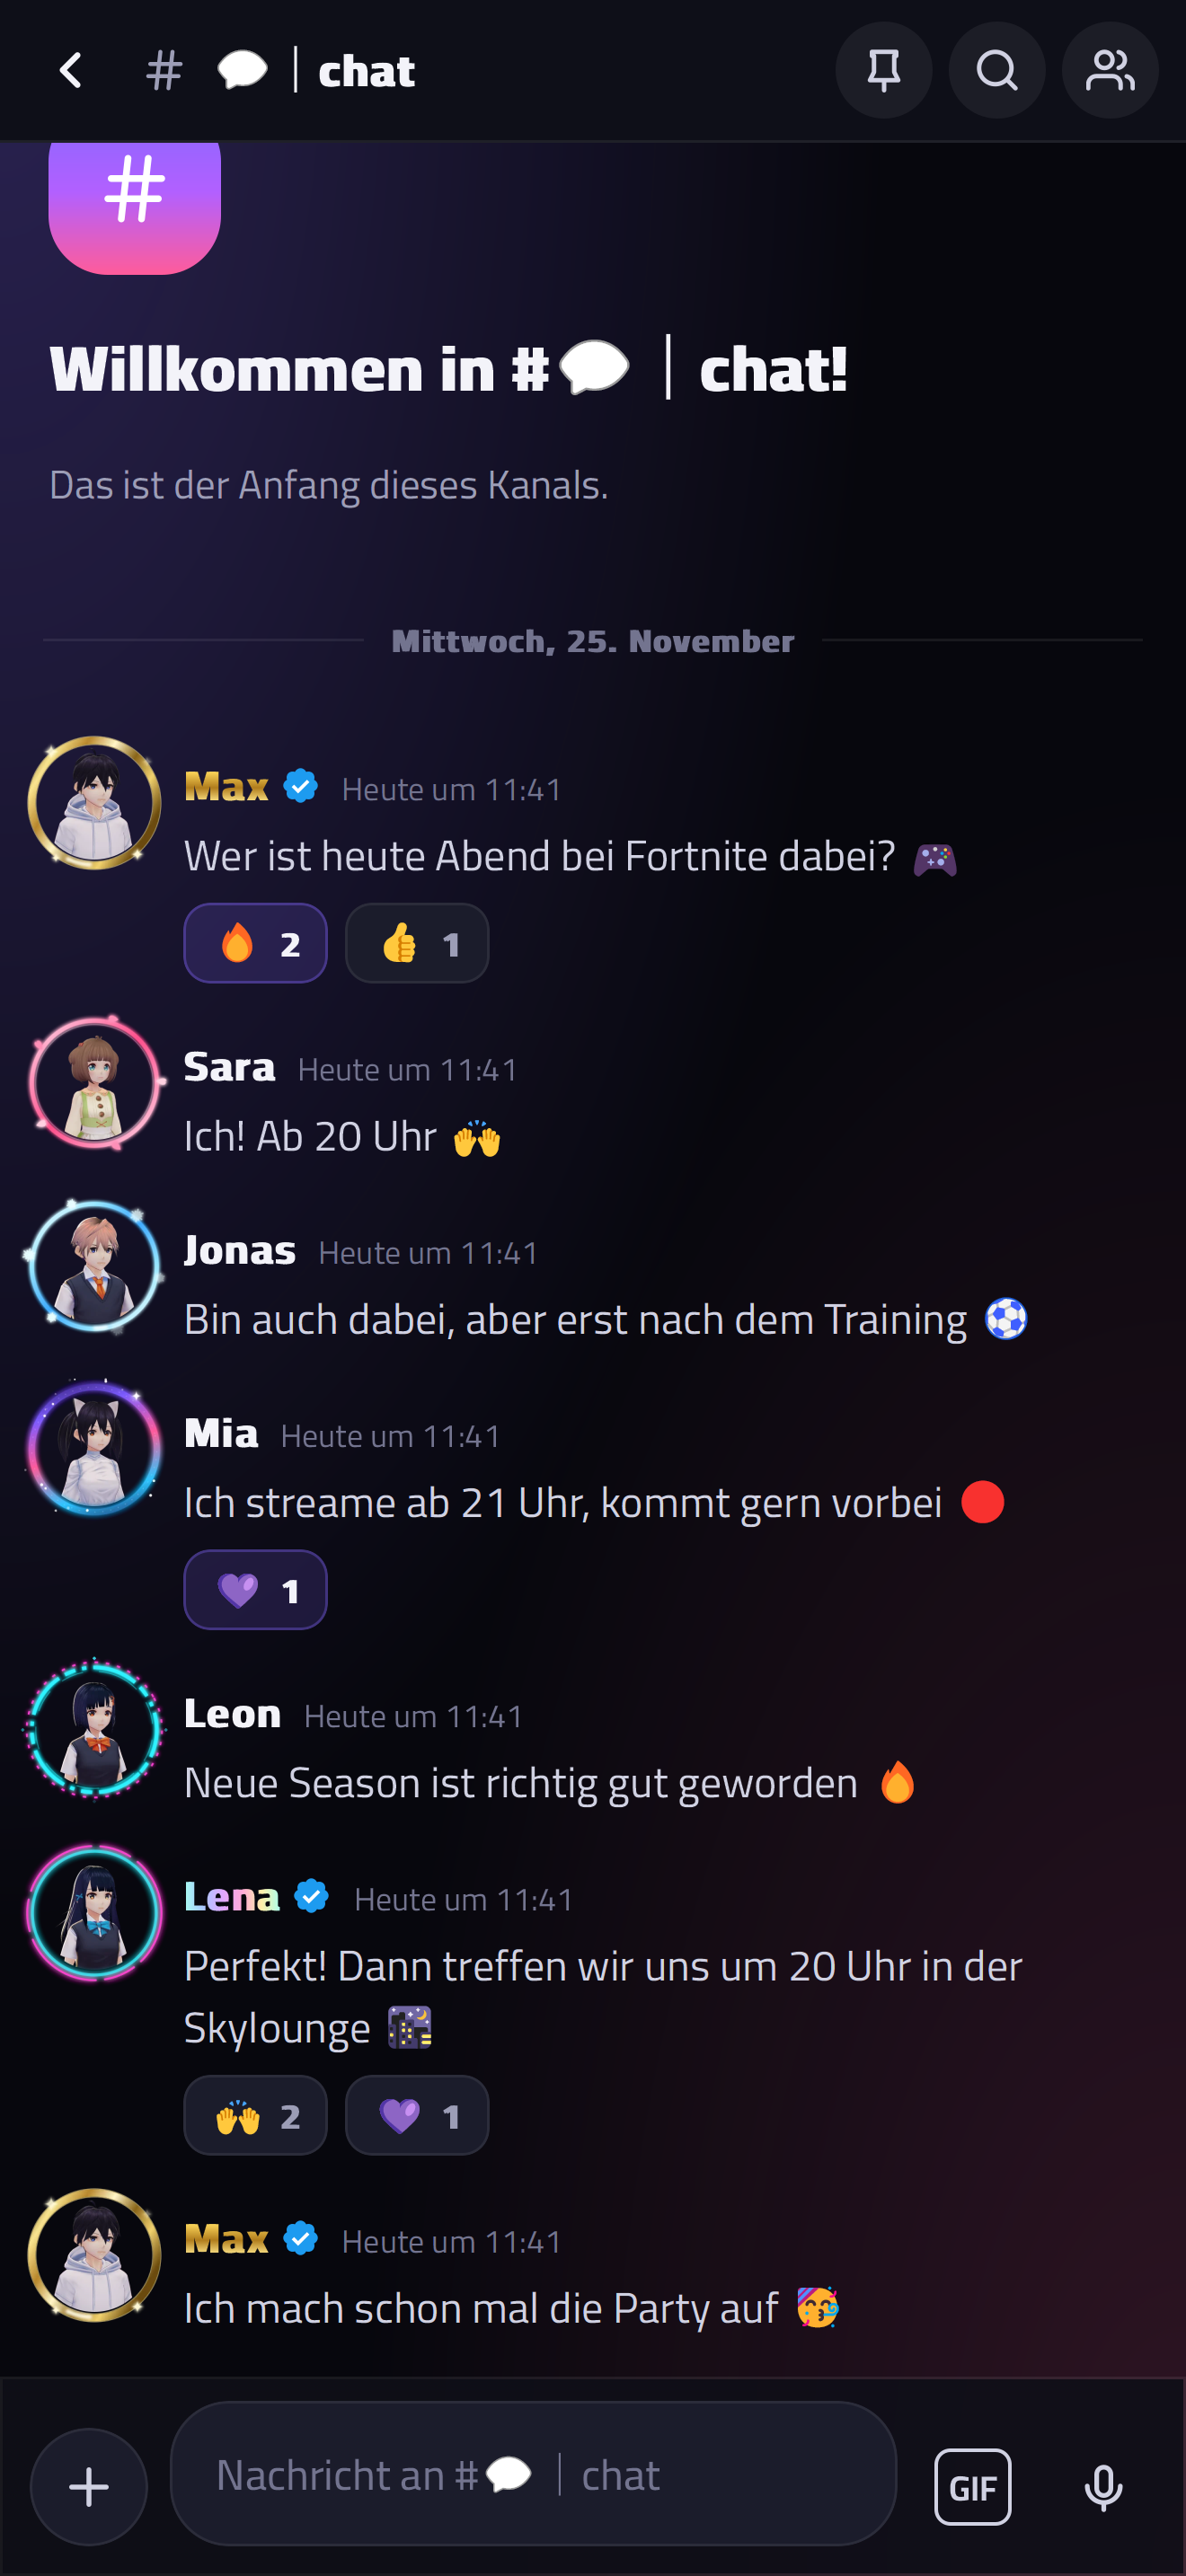 # 💬 | chat
#
Willkommen in #💬 | chat!
Das ist der Anfang dieses Kanals.
Mittwoch, 25. November
Max Heute um 11:41
Wer ist heute Abend bei Fortnite dabei? 🎮
🔥 2 👍 1
Sara Heute um 11:41
Ich! Ab 20 Uhr 🙌
Jonas Heute um 11:41
Bin auch dabei, aber erst nach dem Training ⚽
Mia Heute um 11:41
Ich streame ab 21 Uhr, kommt gern vorbei 🔴
💜 1
Leon Heute um 11:41
Neue Season ist richtig gut geworden 🔥
Lena Heute um 11:41
Perfekt! Dann treffen wir uns um 20 Uhr in der
Skylounge 🌃
🙌 2 💜 1
Max Heute um 11:41
Ich mach schon mal die Party auf 🥳
Nachricht an #💬 | chat
GIF